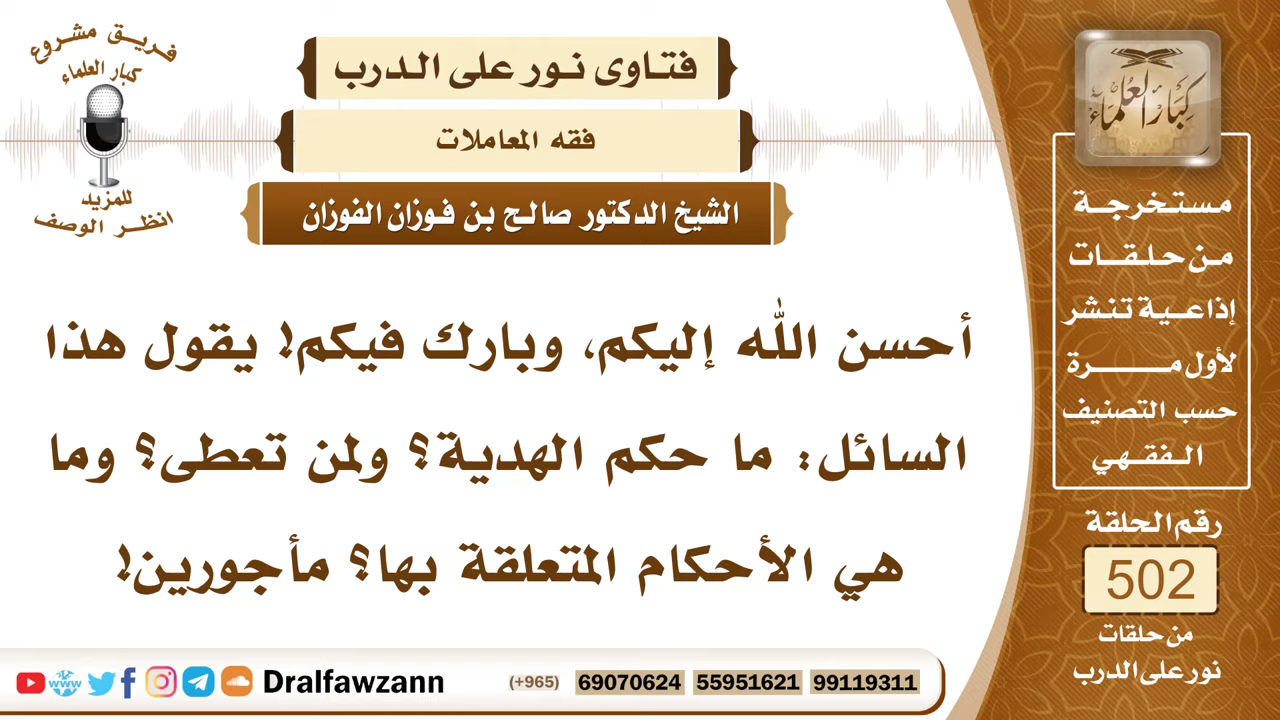 فريق مشروع
كبار العلماء
للمزيد
انظر الوصف
فتاوى نور على الدرب
فقه المعاملات
الشيخ الدكتور صالح بن فوزان الفوزان
أحسن الله إليكم، وبارك فيكم! يقول هذا
السائل: ما حكم الهدية؟ ولمن تعطى؟ وما
هي الأحكام المتعلقة بها؟ مأجورين!
كبار العلماء
مستخرجة
من حلقات
إذاعية تنشر
لأول مرة
حسب التصنيف
الفقهي
رقم الحلقة
502
من حلقات
نور على الدرب
www Dralfawzann (+965) 69070624 55951621 99119311